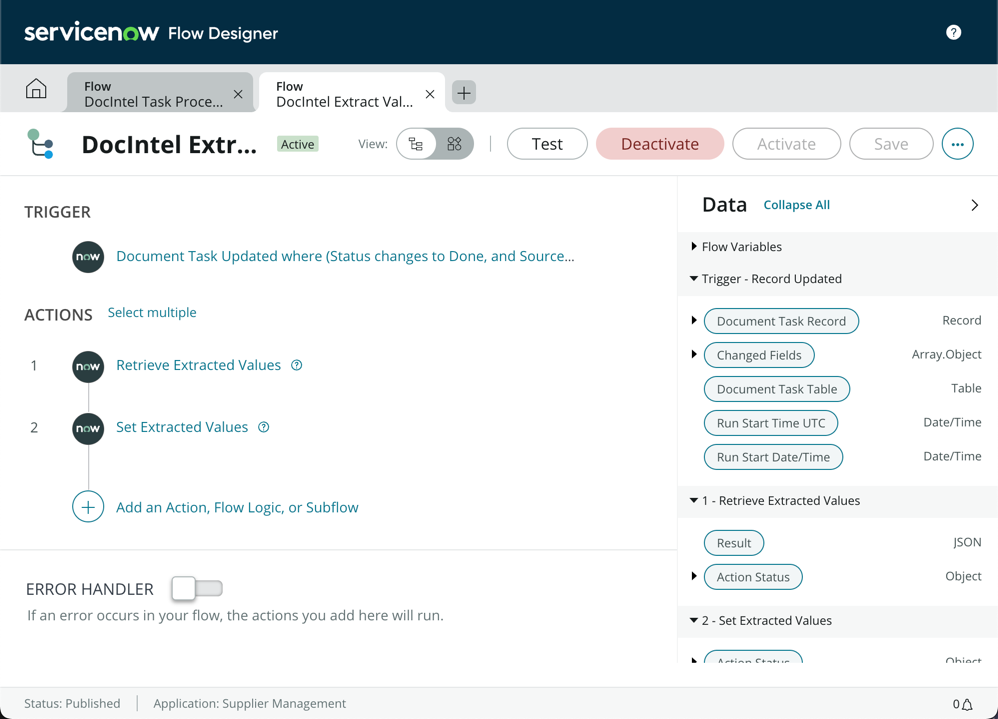 servicenow Flow Designer
?
Flow
DocIntel Task Proce...
Flow
DocIntel Extract Val...
DocIntel Extr...
Active
View:
Test
Deactivate
Activate
Save
TRIGGER
now
Document Task Updated where (Status changes to Done, and Source...
ACTIONS
Select multiple
1
now
Retrieve Extracted Values
?
2
now
Set Extracted Values
?
Add an Action, Flow Logic, or Subflow
ERROR HANDLER
If an error occurs in your flow, the actions you add here will run.
Data
Collapse All
Flow Variables
Trigger - Record Updated
Document Task Record
Record
Changed Fields
Array.Object
Document Task Table
Table
Run Start Time UTC
Date/Time
Run Start Date/Time
Date/Time
1 - Retrieve Extracted Values
Result
JSON
Action Status
Object
2 - Set Extracted Values
Action Status
Object
Status: Published
Application: Supplier Management
0